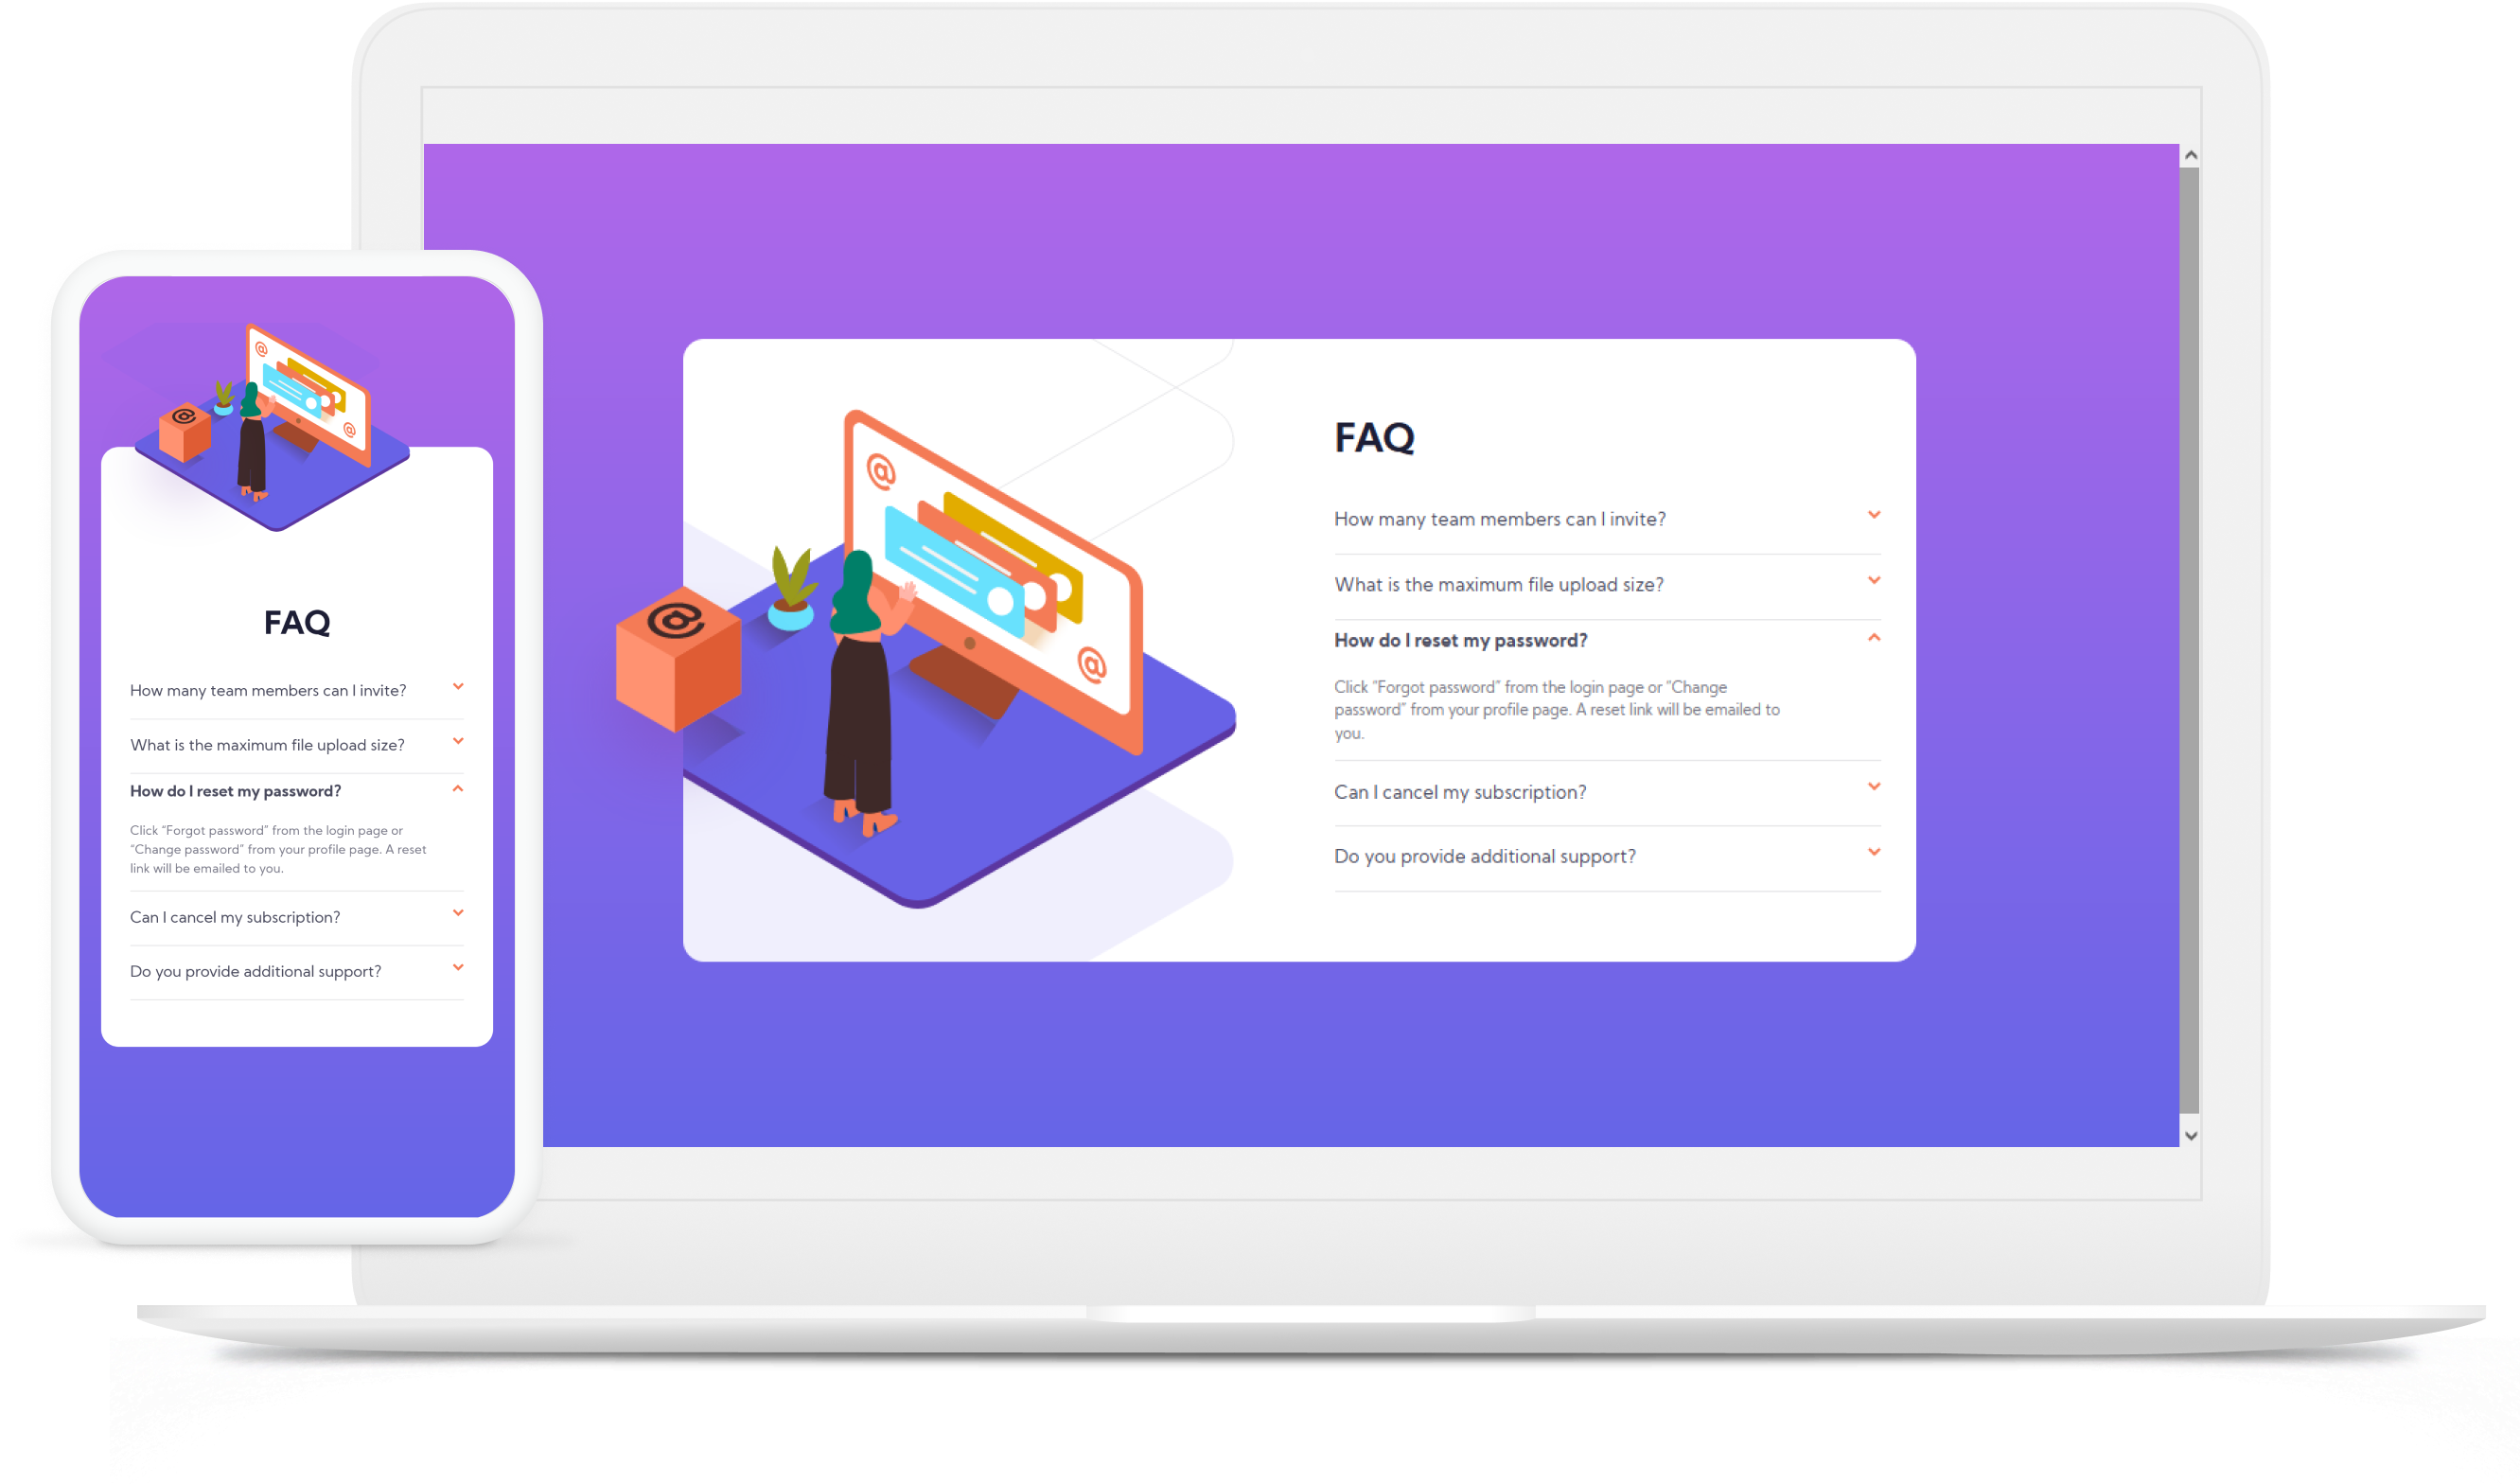 FAQ
How many team members can I invite?
What is the maximum file upload size?
How do I reset my password?
Click “Forgot password” from the login page or
“Change password” from your profile page. A reset
link will be emailed to you.
Can I cancel my subscription?
Do you provide additional support?
@
@
@
FAQ
How many team members can I invite?
What is the maximum file upload size?
How do I reset my password?
Click “Forgot password” from the login page or “Change
password” from your profile page. A reset link will be emailed to
you.
Can I cancel my subscription?
Do you provide additional support?
@
@
@